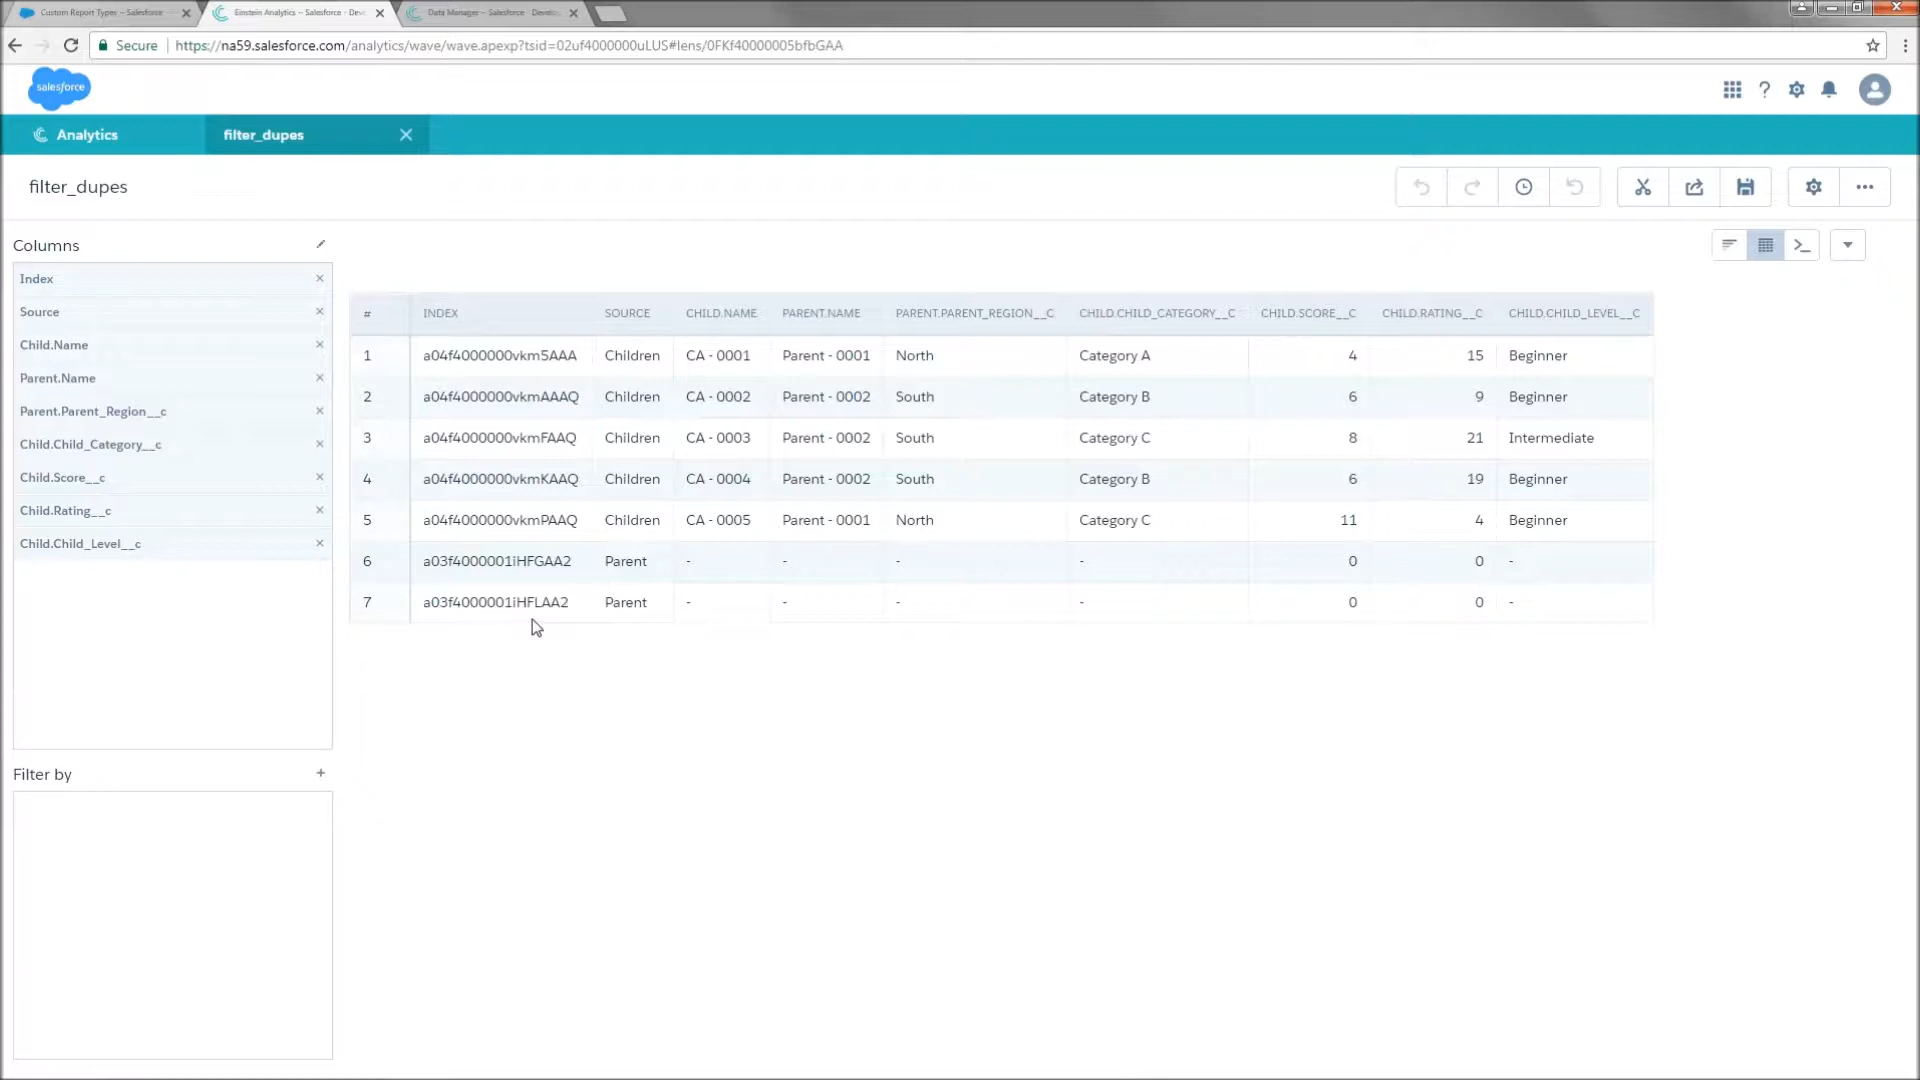 Custom Report Types ~ Salesforce
Einstein Analytics ~ Salesforce - Deve
Data Manager ~ Salesforce - Develo
Secure
https://na59.salesforce.com/analytics/wave/wave.apexp?tsid=02uf4000000uLUS#lens/0FKf40000005bfbGAA
salesforce
Analytics
filter_dupes
filter_dupes
Columns
Index
Source
Child.Name
Parent.Name
Parent.Parent_Region__c
Child.Child_Category__c
Child.Score__c
Child.Rating__c
Child.Child_Level__c
Filter by
# INDEX SOURCE CHILD.NAME PARENT.NAME PARENT.PARENT_REGION__C CHILD.CHILD_CATEGORY__C CHILD.SCORE__C CHILD.RATING__C CHILD.CHILD_LEVEL__C
1 a04f4000000vkm5AAA Children CA - 0001 Parent - 0001 North Category A 4 15 Beginner
2 a04f4000000vkmAAAQ Children CA - 0002 Parent - 0002 South Category B 6 9 Beginner
3 a04f4000000vkmFAAQ Children CA - 0003 Parent - 0002 South Category C 8 21 Intermediate
4 a04f4000000vkmKAAQ Children CA - 0004 Parent - 0002 South Category B 6 19 Beginner
5 a04f4000000vkmPAAQ Children CA - 0005 Parent - 0001 North Category C 11 4 Beginner
6 a03f4000001iHFGAA2 Parent - - - - 0 0 -
7 a03f4000001iHFLAA2 Parent - - - - 0 0 -